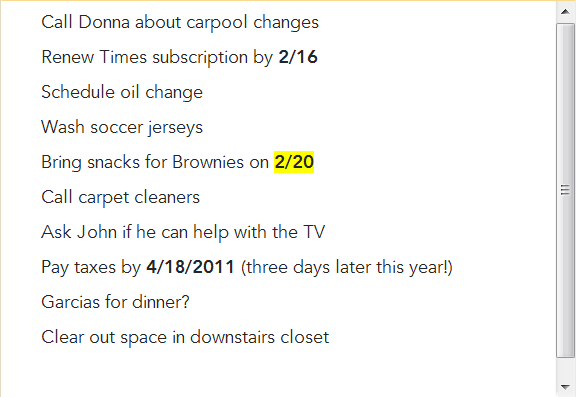 Call Donna about carpool changes
Renew Times subscription by 2/16
Schedule oil change
Wash soccer jerseys
Bring snacks for Brownies on 2/20
Call carpet cleaners
Ask John if he can help with the TV
Pay taxes by 4/18/2011 (three days later this year!)
Garcias for dinner?
Clear out space in downstairs closet